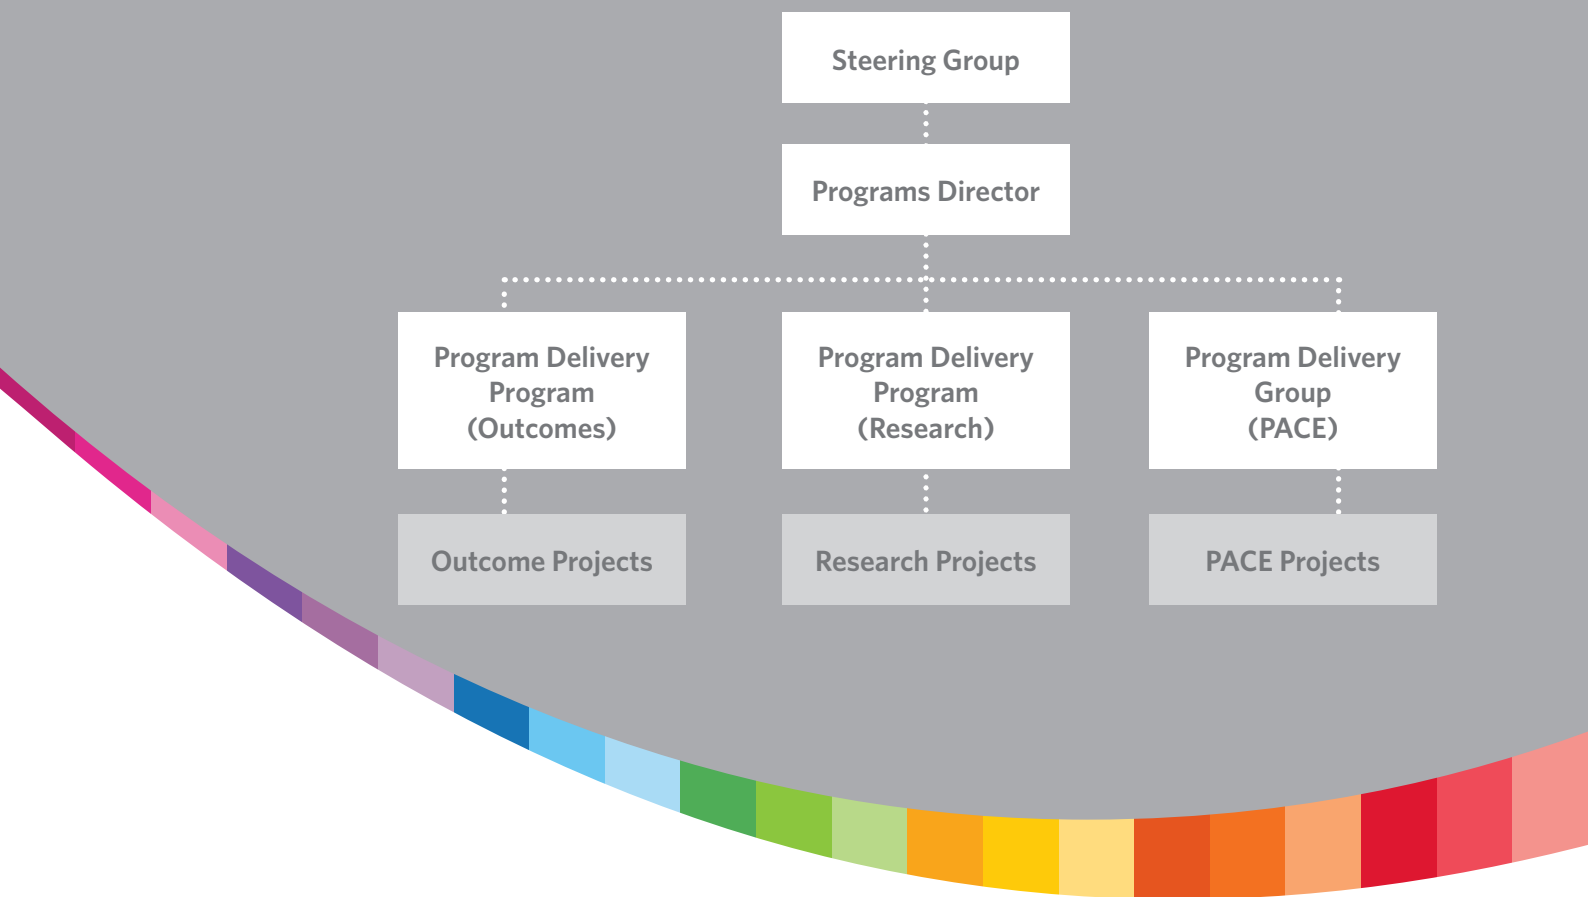 Steering Group
Programs Director
Program Delivery
Program
(Outcomes)
Program Delivery
Program
(Research)
Program Delivery
Group
(PACE)
Outcome Projects
Research Projects
PACE Projects